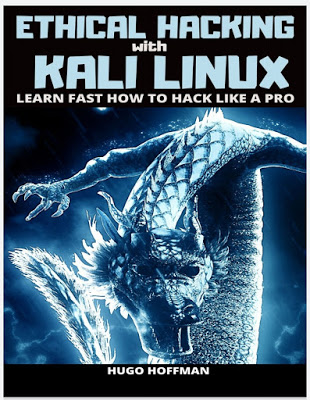 ETHICAL HACKING
with
KALI LINUX
LEARN FAST HOW TO HACK LIKE A PRO
HUGO HOFFMAN